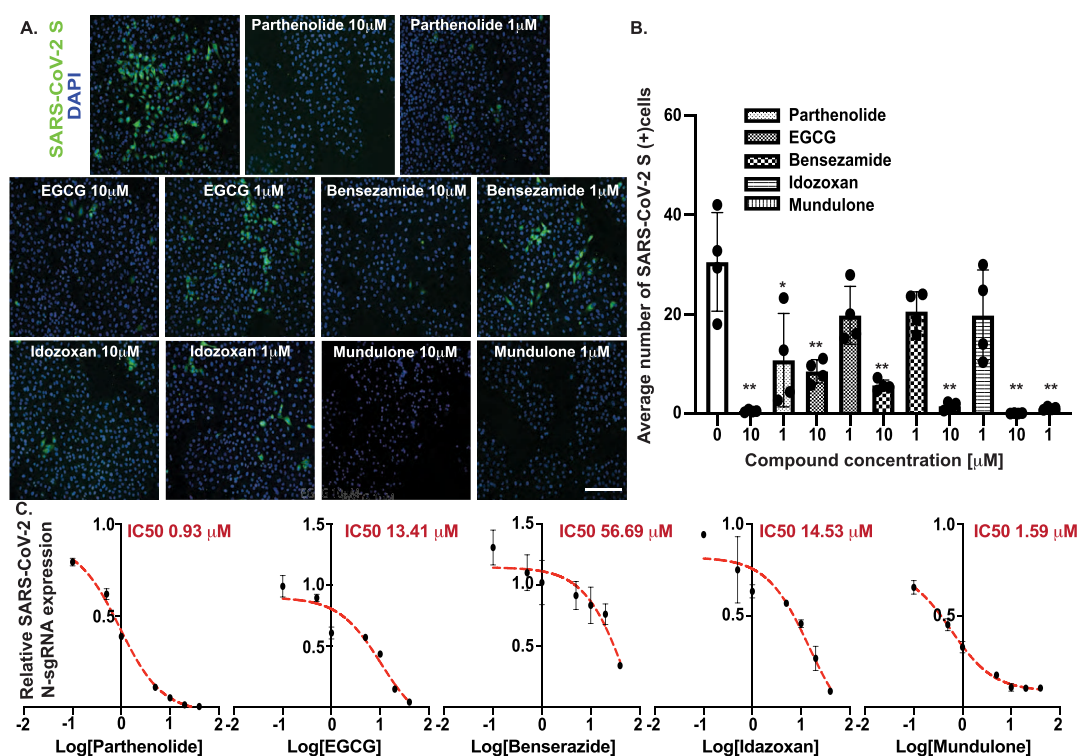 A.
SARS-CoV-2 S
DAPI
Parthenolide 10μM
Parthenolide 1μM
EGCG 10μM
EGCG 1μM
Bensezamide 10μM
Bensezamide 1μM
Idozoxan 10μM
Idozoxan 1μM
Mundulone 10μM
Mundulone 1μM
EGCG 10μM
B.
Average number of SARS-CoV-2 S (+)cells
60
40
20
0
Parthenolide
EGCG
Bensezamide
Idozoxan
Mundulone
** * ** ** ** ** **
0 10 1 10 1 10 1 10 1 10 1
Compound concentration [μM]
C.
Relative SARS-CoV-2
N-sgRNA expression
1.0
0.5
IC50 0.93 μM
-2 -1 0 1 2
Log[Parthenolide]
1.5
1.0
0.5
IC50 13.41 μM
-2 -1 0 1 2
Log[EGCG]
1.5
1.0
0.5
IC50 56.69 μM
-2 -1 0 1 2
Log[Benserazide]
1.0
0.5
IC50 14.53 μM
-2 -1 0 1 2
Log[Idazoxan]
1.0
0.5
IC50 1.59 μM
-2 -1 0 1 2
Log[Mundulone]